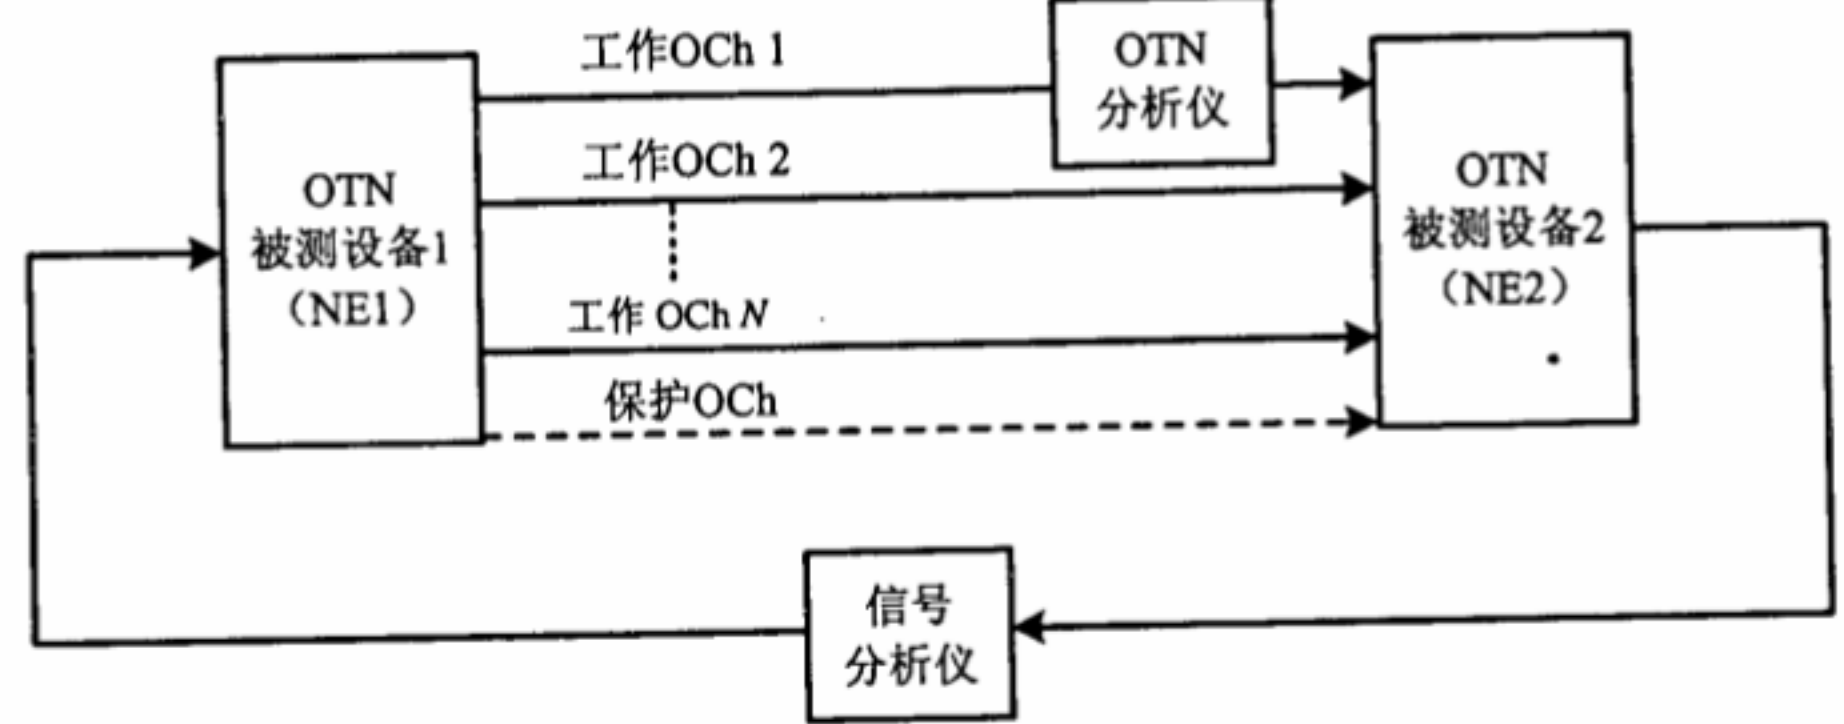 工作OCh 1
OTN
分析仪
工作OCh 2
OTN
被测设备1
（NE1）
OTN
被测设备2
（NE2）
工作 OCh N
保护OCh
信号
分析仪